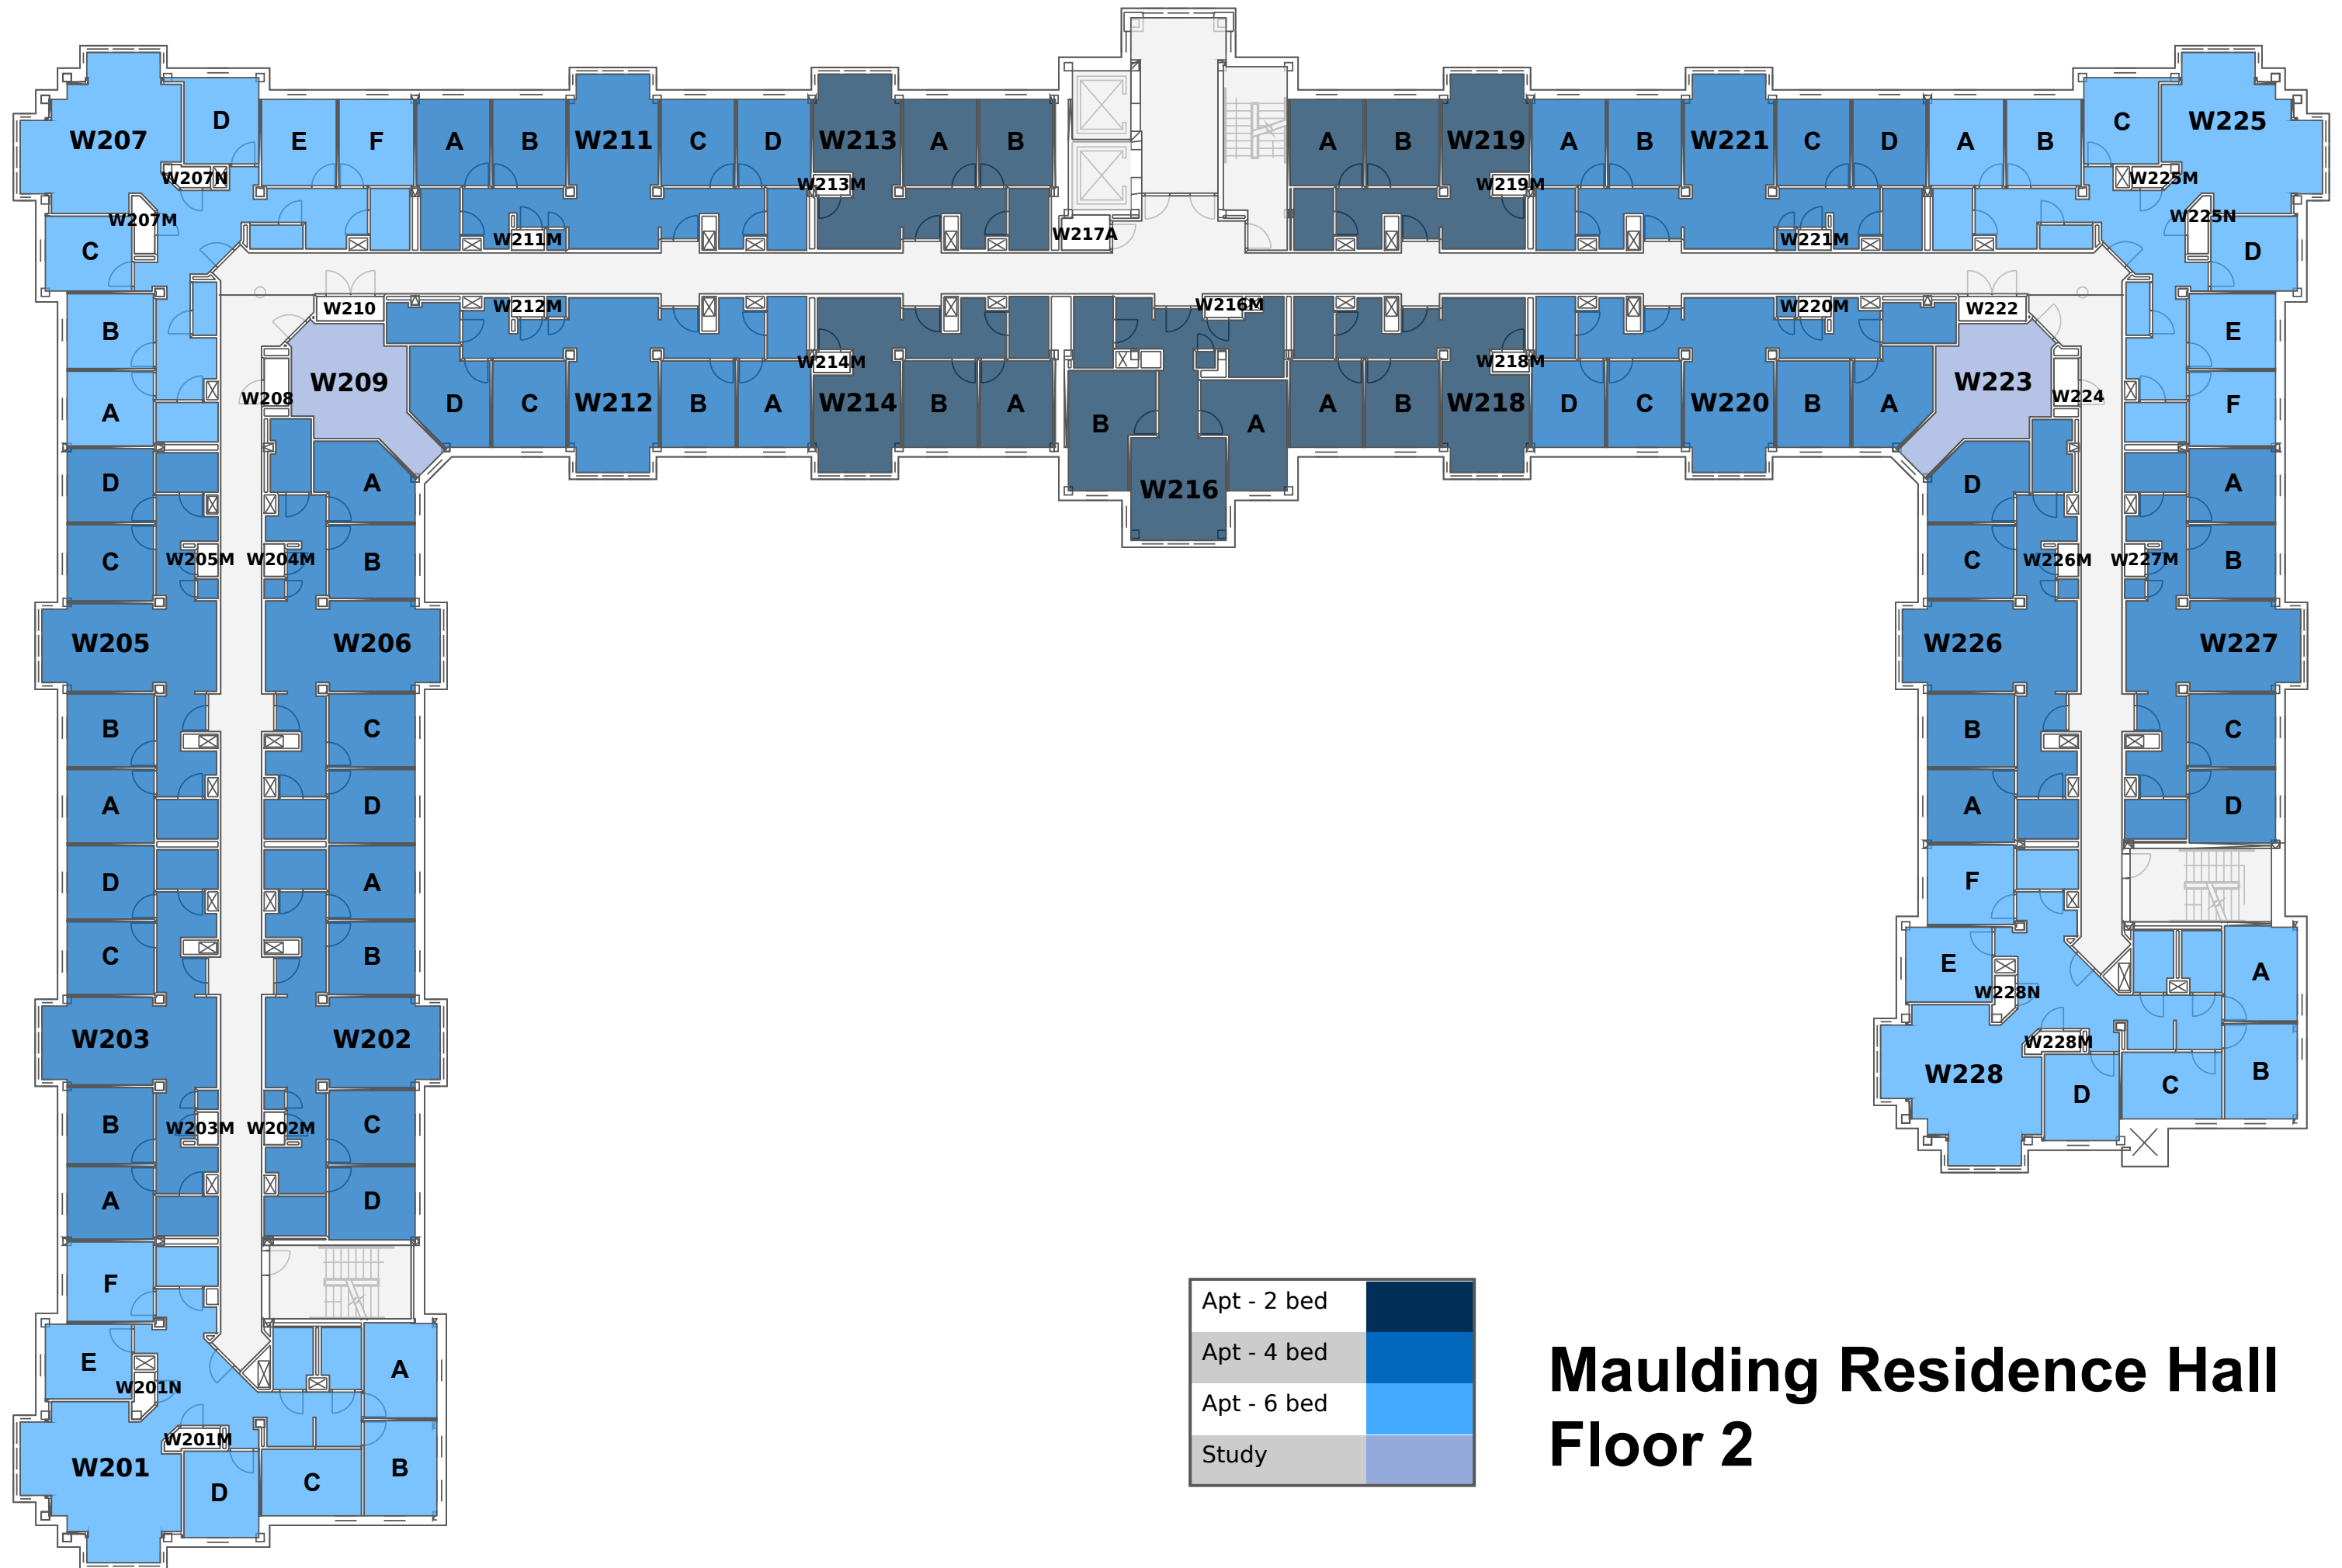 W207
D
E
F
A
B
W211
C
D
W213
A
B
A
B
W219
A
B
W221
C
D
A
B
C
W225
W207N
W213M
W219M
W225M
W207M
W225N
W211M
W217A
W221M
C
D
W210
W212M
W216M
W220M
W222
B
E
W214M
W218M
W209
W223
W208
W224
A
D
C
W212
B
A
W214
B
A
B
A
A
B
W218
D
C
W220
B
A
F
W216
D
A
D
A
C
W205M
W204M
B
C
W226M
W227M
B
W205
W206
W226
W227
B
C
B
C
A
D
A
D
D
A
F
C
B
E
A
W228N
W203
W202
W228M
W228
D
C
B
B
W203M
W202M
C
A
D
F
E
A
W201N
W201M
W201
D
C
B
Apt - 2 bed
Apt - 4 bed
Apt - 6 bed
Study
Maulding Residence Hall
Floor 2